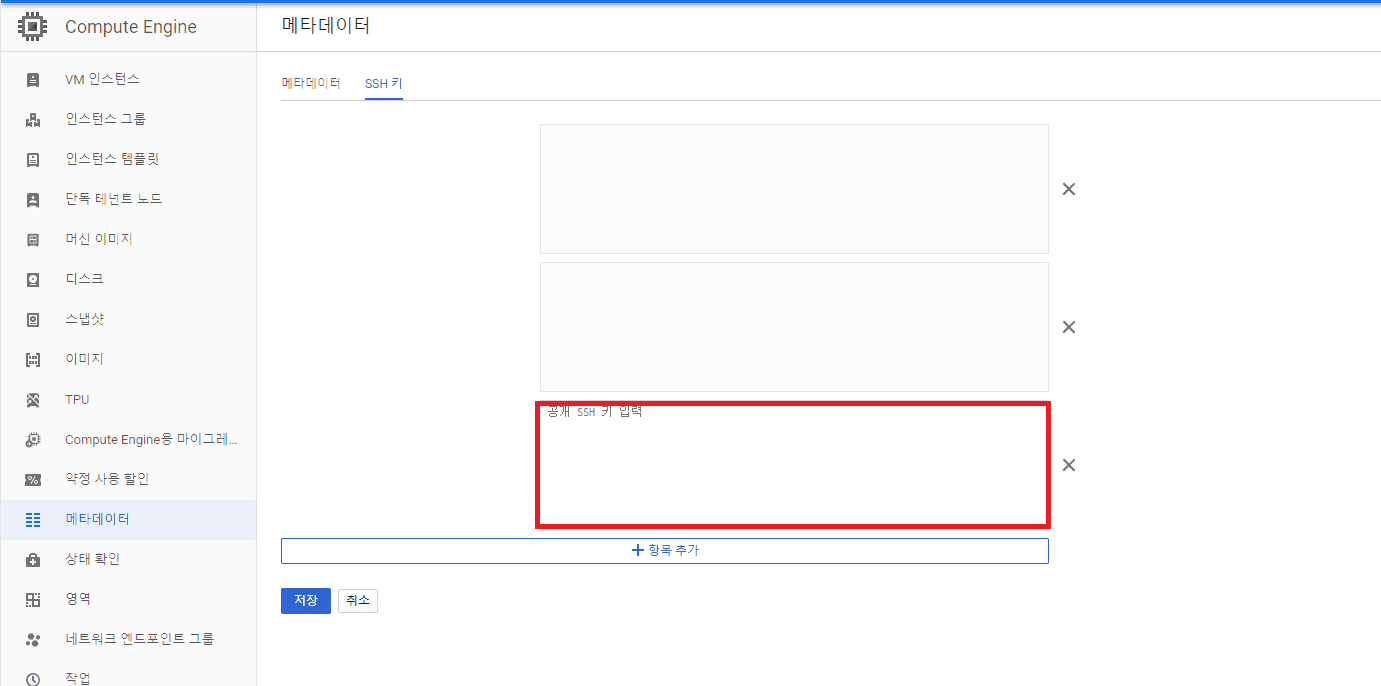 Compute Engine
메타데이터
VM 인스턴스
인스턴스 그룹
인스턴스 템플릿
단독 테넌트 노드
머신 이미지
디스크
스냅샷
이미지
TPU
Compute Engine용 마이그레...
약정 사용 할인
메타데이터
상태 확인
영역
네트워크 엔드포인트 그룹
작업
메타데이터
SSH 키
공개 SSH 키 입력
항목 추가
저장
취소